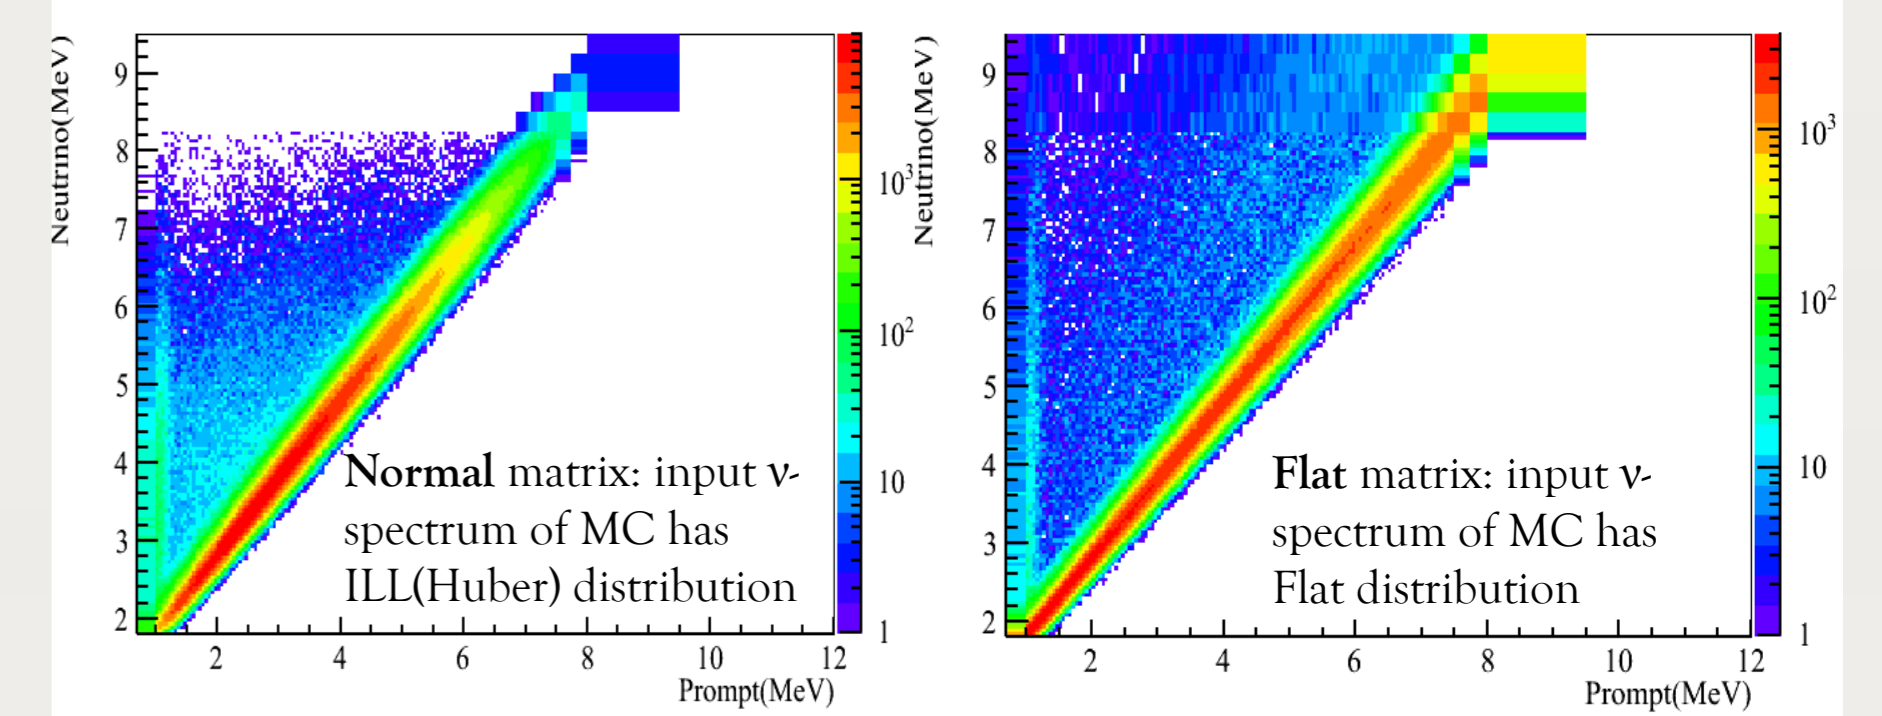 Neutrino(MeV)
9
8
7
6
5
4
3
2
2 4 6 8 10 12
Prompt(MeV)
10³
10²
10
1
Normal matrix: input ν-
spectrum of MC has
ILL(Huber) distribution
Neutrino(MeV)
9
8
7
6
5
4
3
2
2 4 6 8 10 12
Prompt(MeV)
10³
10²
10
1
Flat matrix: input ν-
spectrum of MC has
Flat distribution